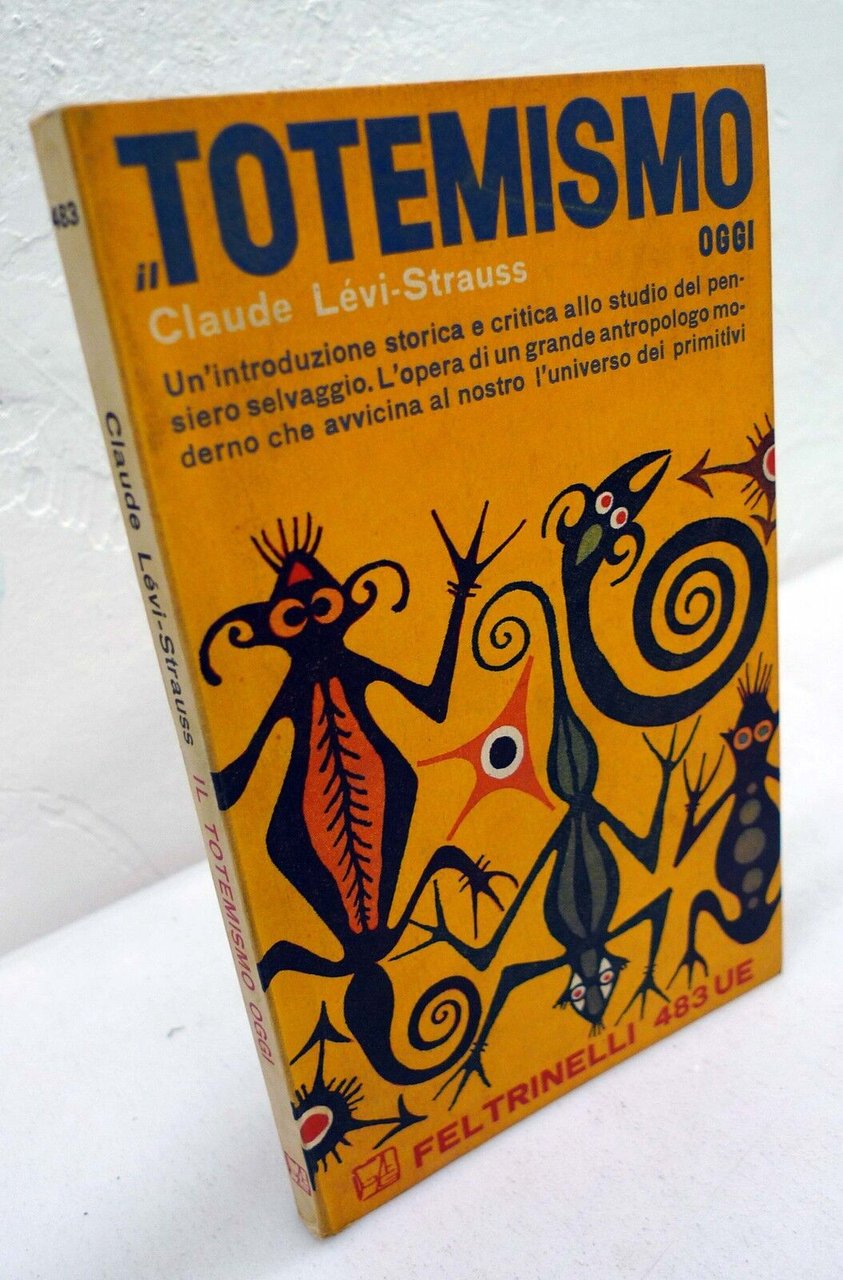 il TOTEMISMO
OGGI
Claude Lévi-Strauss
Un'introduzione storica e critica allo studio del pen-
siero selvaggio. L'opera di un grande antropologo mo-
derno che avvicina al nostro l'universo dei primitivi
FELTRINELLI 483 UE
483
Claude Lévi-Strauss IL TOTEMISMO OGGI